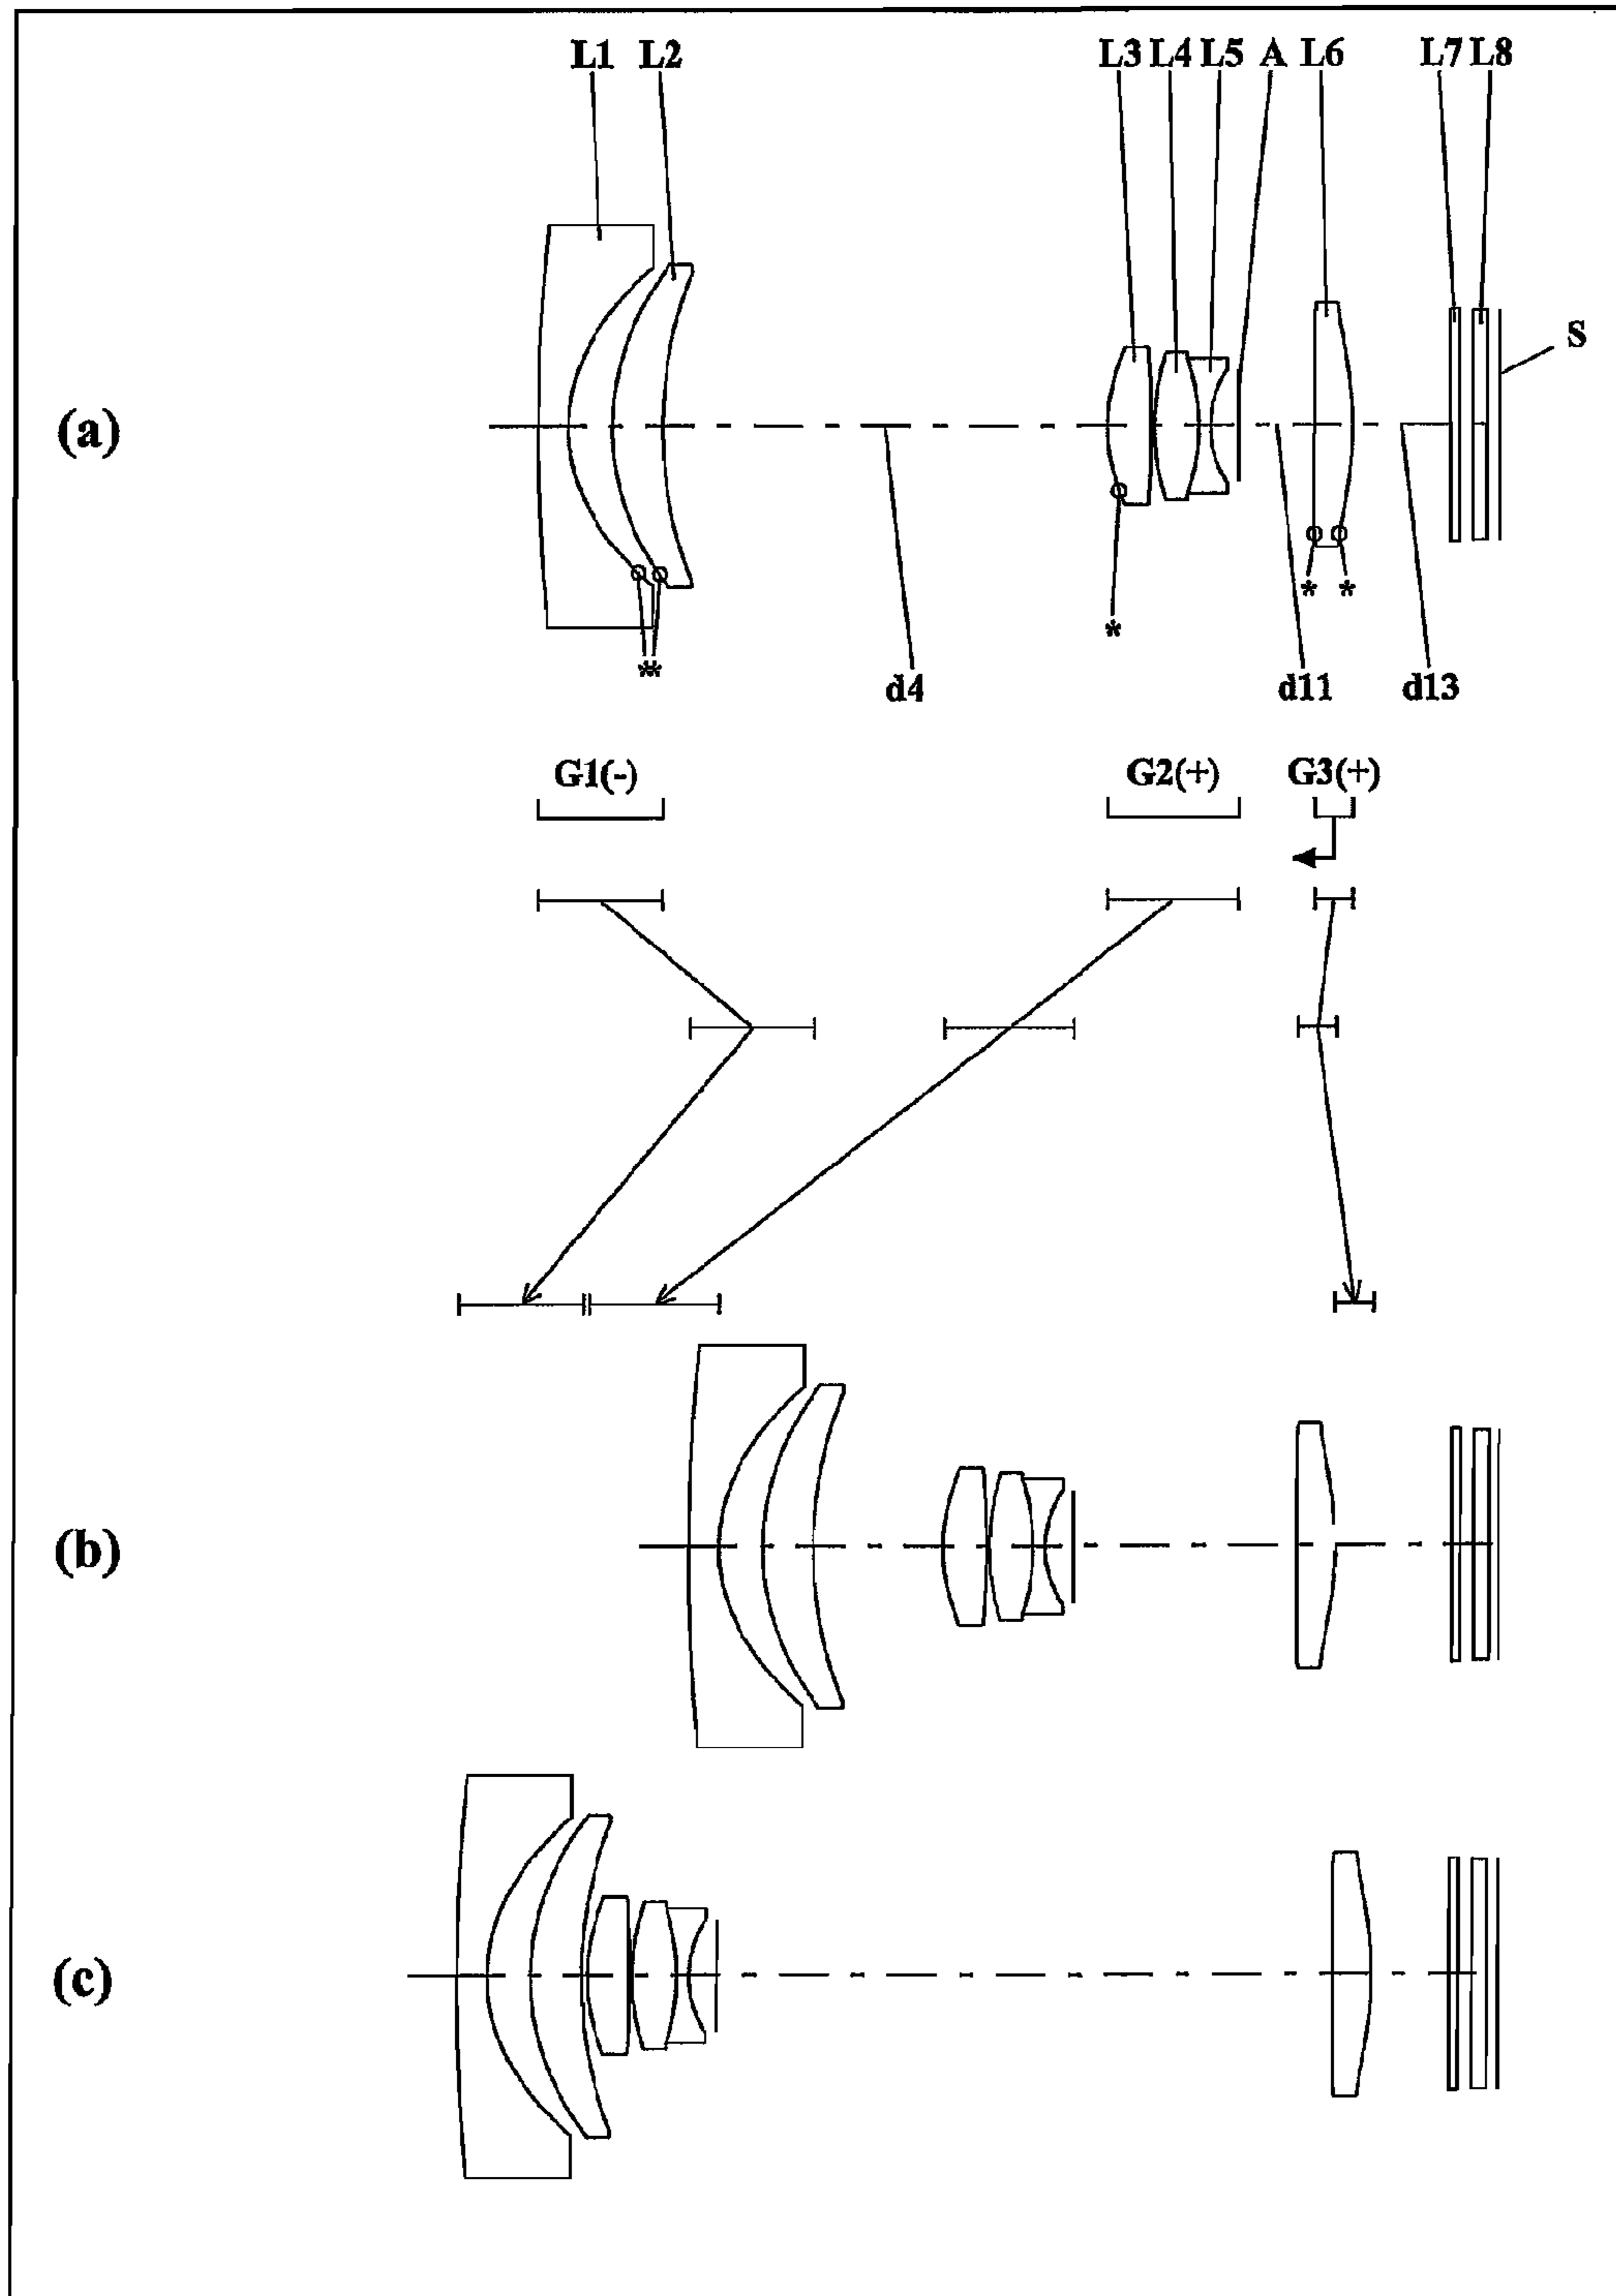 L1 L2 L3 L4 L5 A L6 L7 L8
S
(a)
* *
*
**
d4 d11 d13
G1(-) G2(+) G3(+)
(b)
(c)